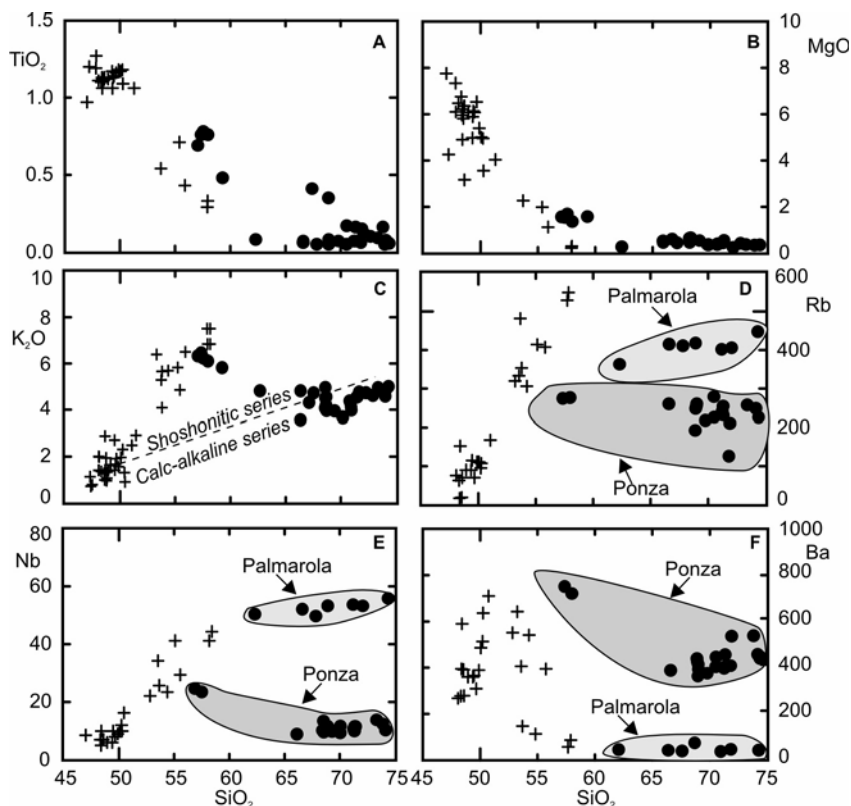 1.5
TiO2
1.0
0.5
0.0
A
10
MgO
8
6
4
2
0
B
10
K2O
8
6
4
2
0
C
Shoshonitic series
Calc-alkaline series
600
Rb
400
200
0
D
Palmarola
Ponza
80
Nb
60
40
20
0
E
Palmarola
Ponza
45 50 55 60 65 70 75
SiO2
1000
Ba
800
600
400
200
0
F
Ponza
Palmarola
45 50 55 60 65 70 75
SiO2